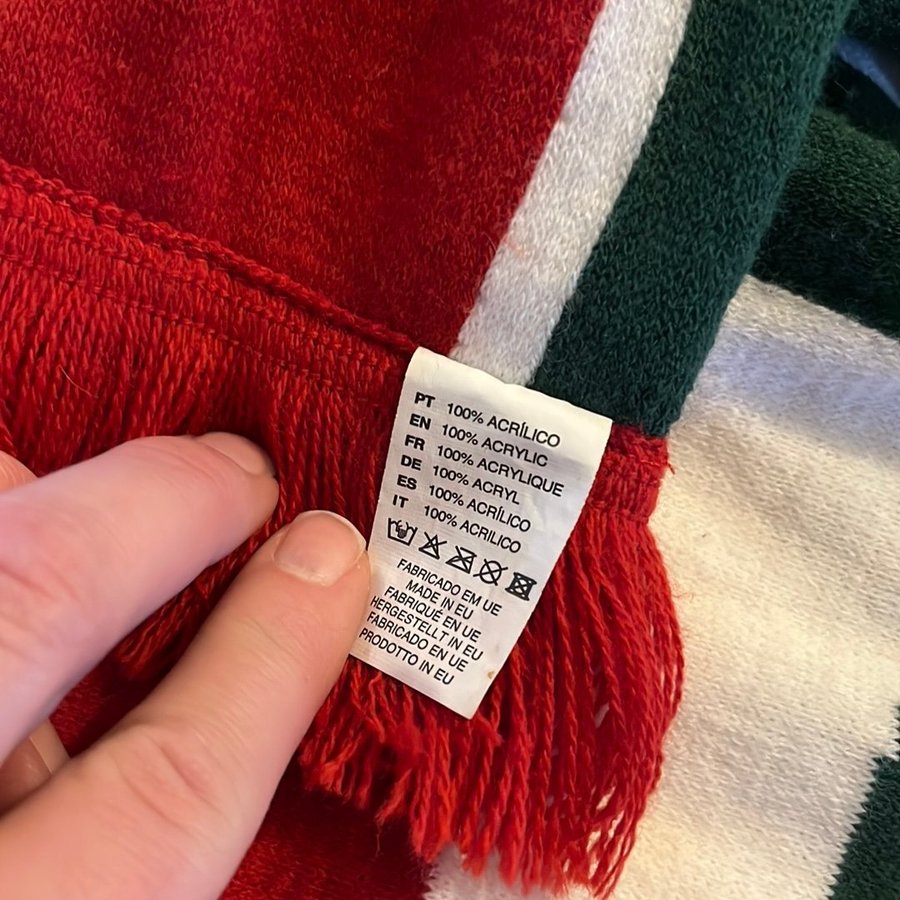 PT 100% ACRÍLICO
EN 100% ACRYLIC
FR 100% ACRYLIQUE
DE 100% ACRYL
ES 100% ACRÍLICO
IT 100% ACRILICO
FABRICADO EM UE
MADE IN EU
FABRIQUÉ EN UE
HERGESTELLT IN EU
FABRICADO EN UE
PRODOTTO IN EU